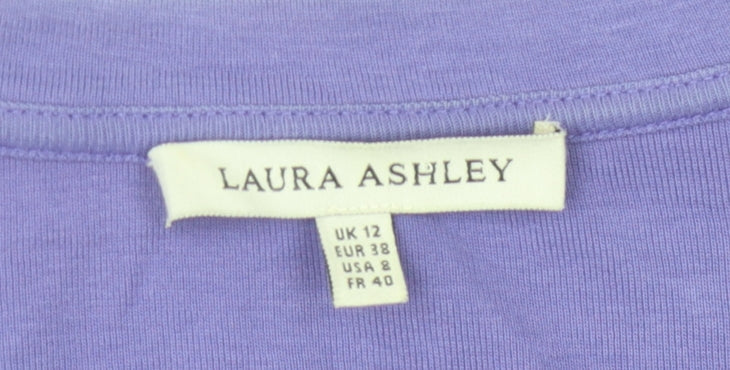 LAURA ASHLEY
UK 12
EUR 38
USA 8
FR 40